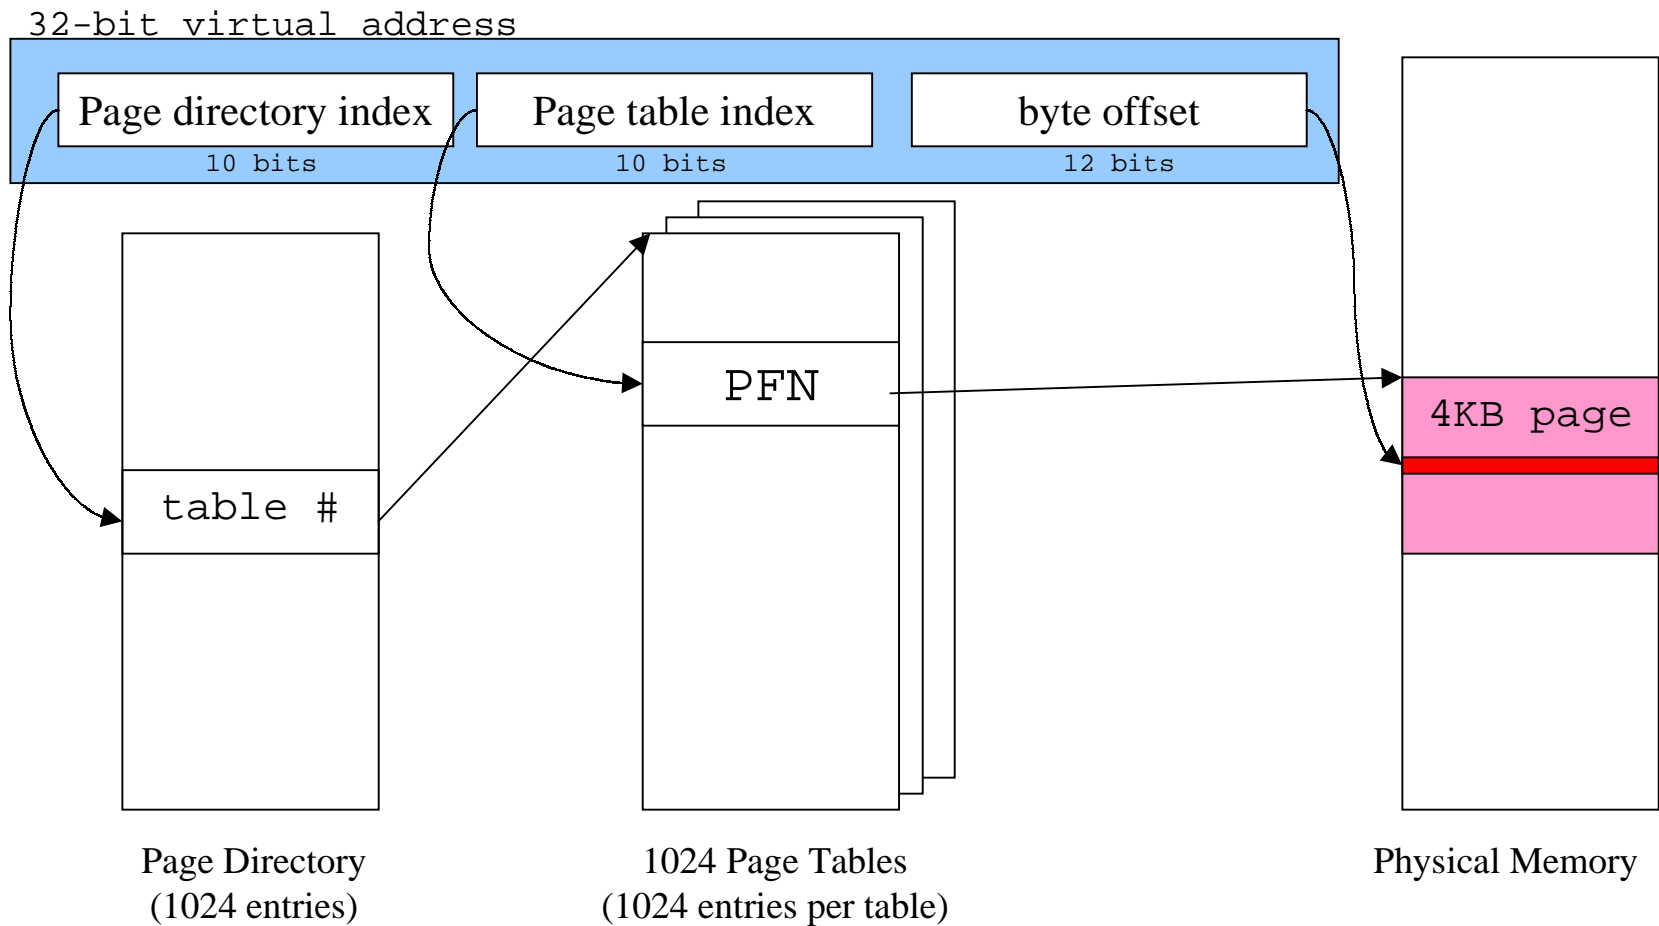 32-bit virtual address
Page directory index
Page table index
byte offset
10 bits
10 bits
12 bits
PFN
4KB page
table #
Page Directory
(1024 entries)
1024 Page Tables
(1024 entries per table)
Physical Memory